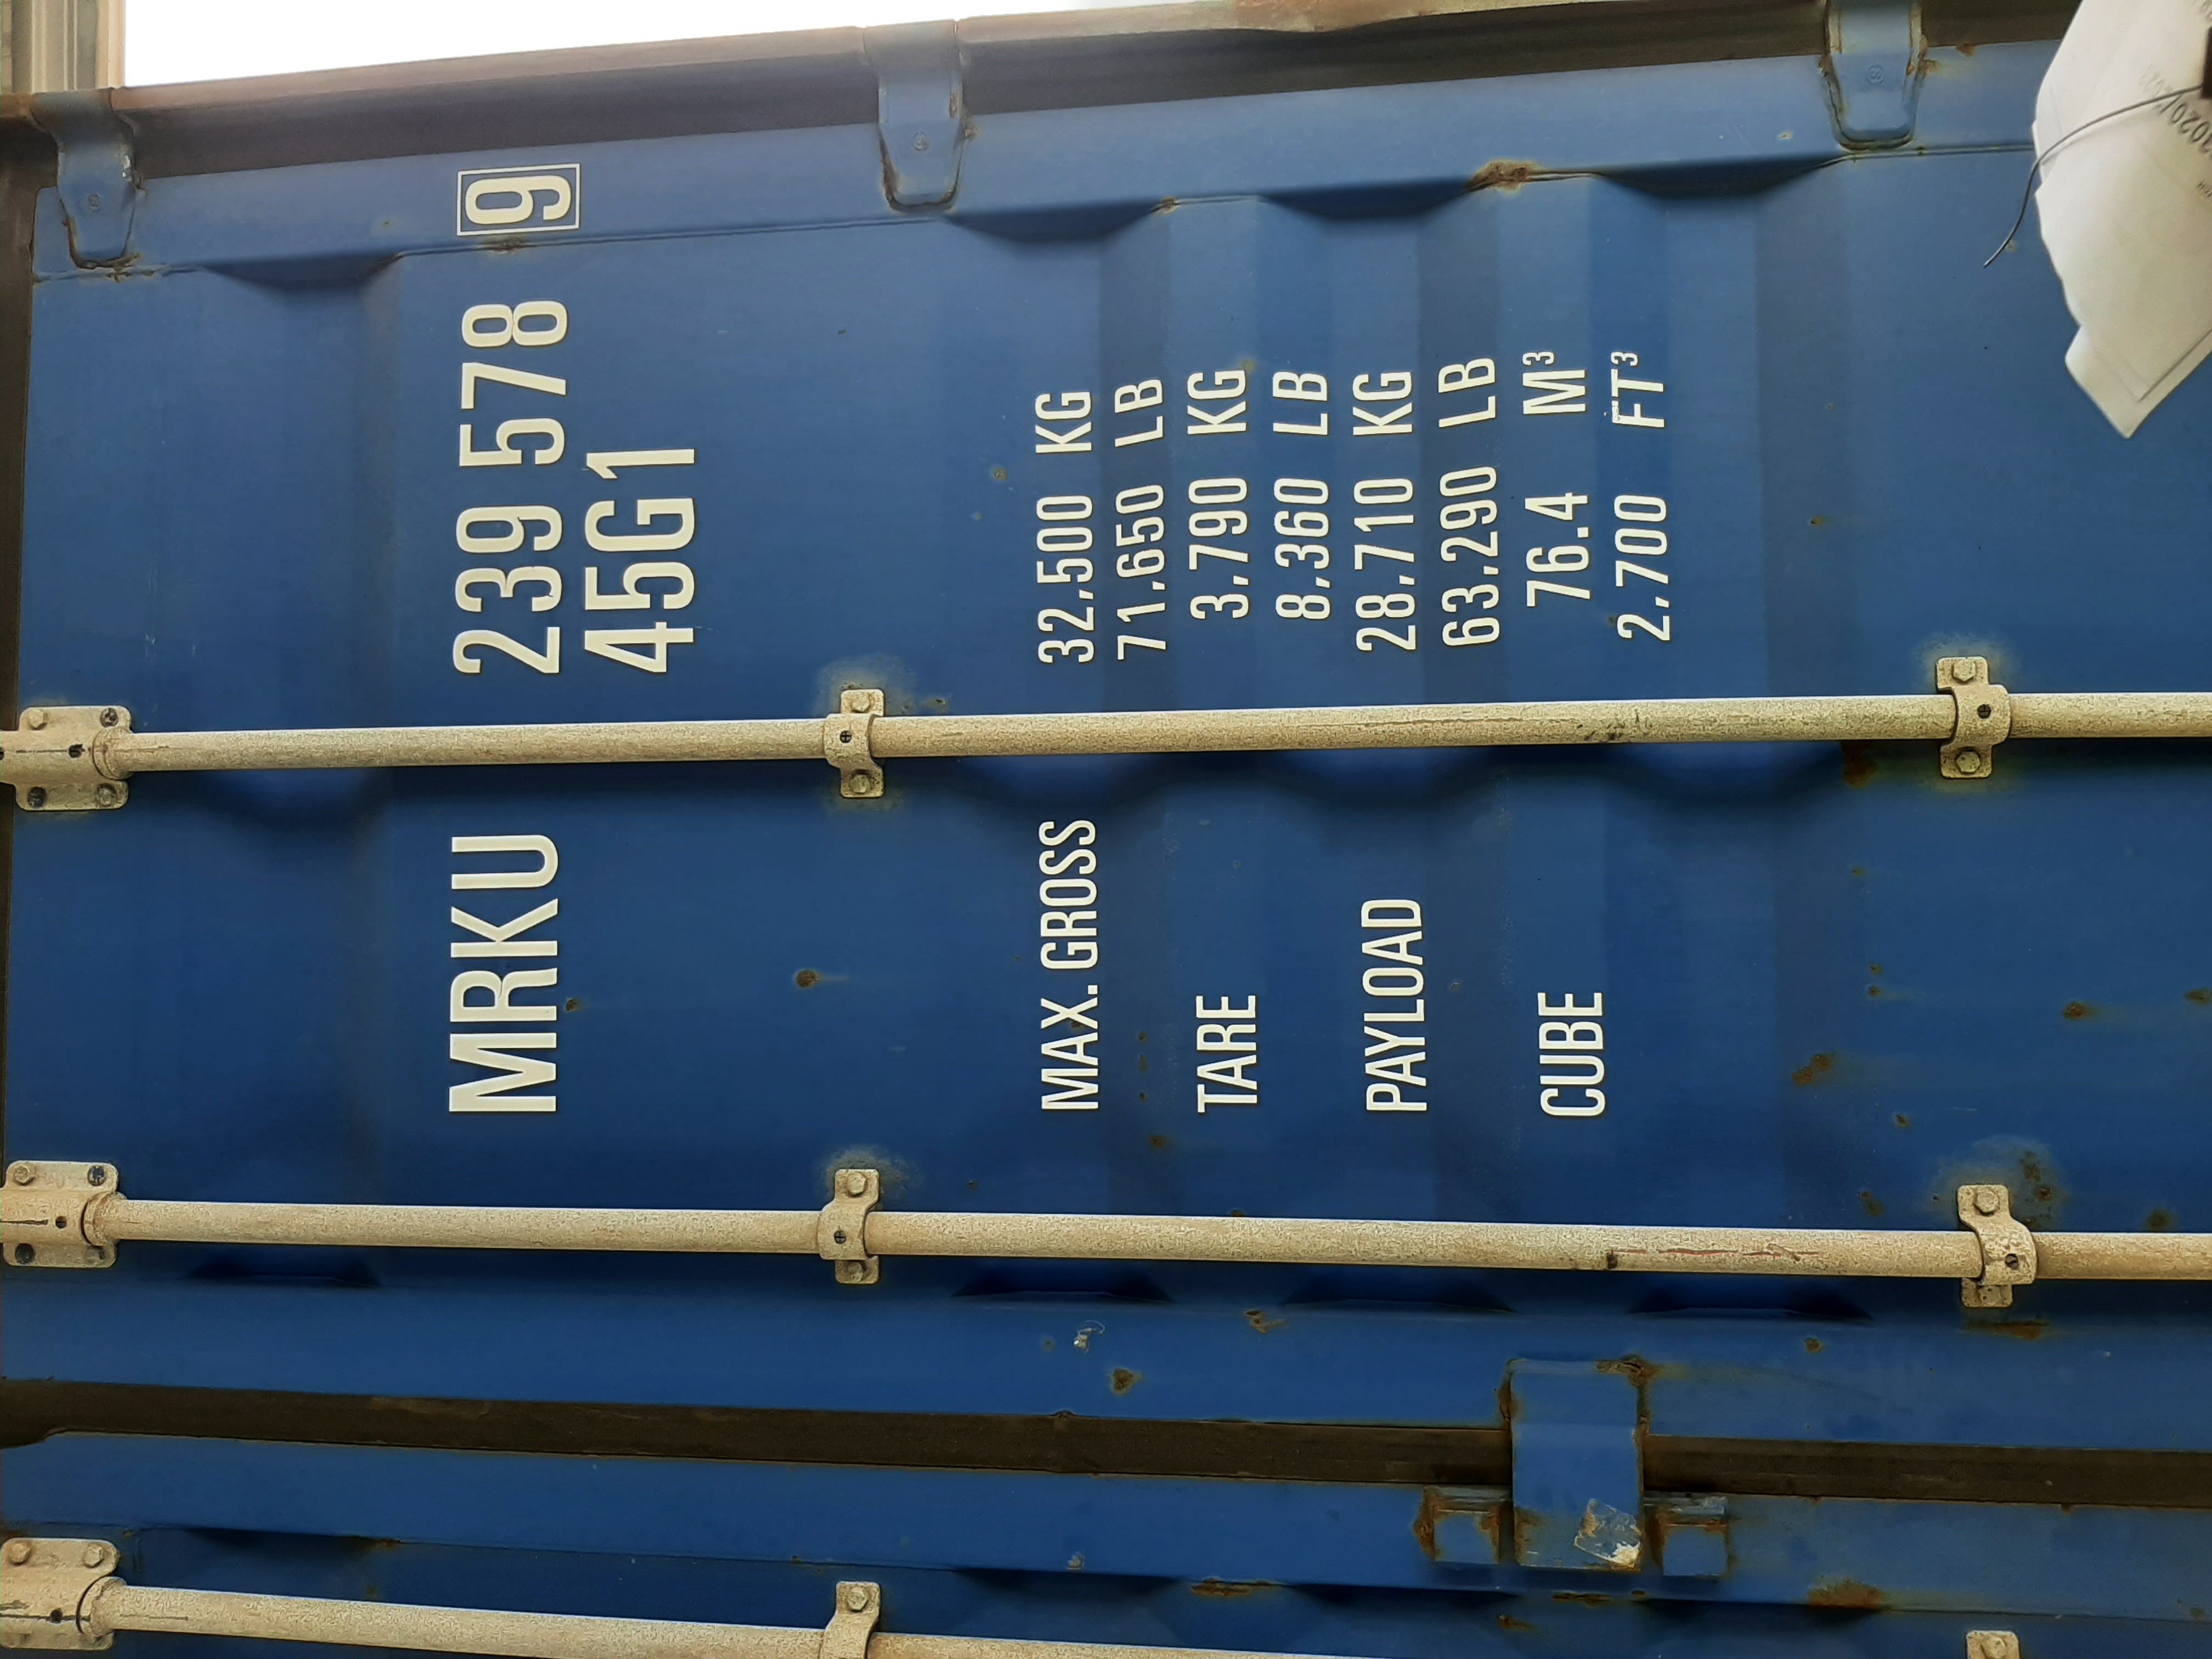 MRKU 239 578 9
45G1
MAX. GROSS 32,500 KG
71,650 LB
TARE 3,790 KG
8,360 LB
PAYLOAD 28,710 KG
63,290 LB
CUBE 76.4 M³
2,700 FT³